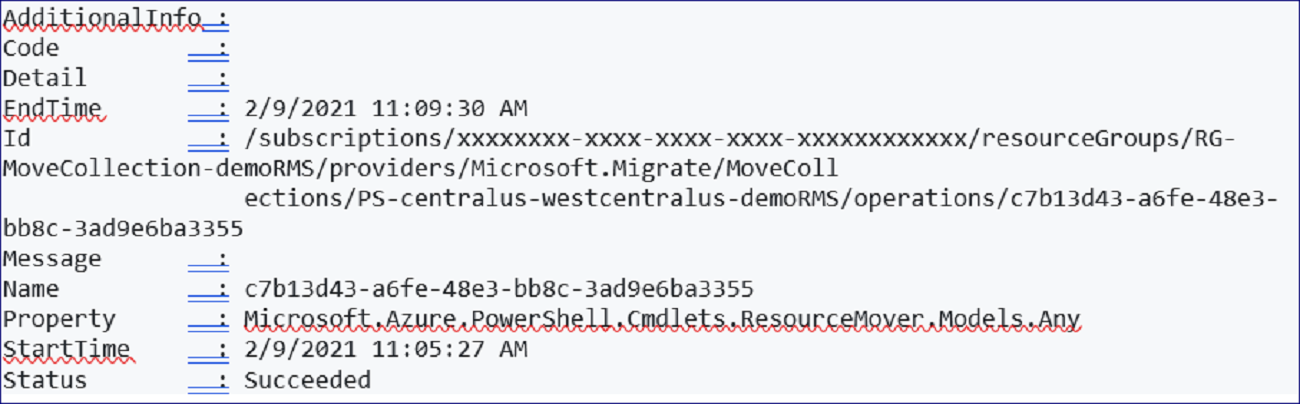 AdditionalInfo :
Code :
Detail :
EndTime : 2/9/2021 11:09:30 AM
Id : /subscriptions/xxxxxxxx-xxxx-xxxx-xxxx-xxxxxxxxxxxx/resourceGroups/RG-
MoveCollection-demoRMS/providers/Microsoft.Migrate/MoveColl
ections/PS-centralus-westcentralus-demoRMS/operations/c7b13d43-a6fe-48e3-
bb8c-3ad9e6ba3355
Message :
Name : c7b13d43-a6fe-48e3-bb8c-3ad9e6ba3355
Property : Microsoft.Azure.PowerShell.Cmdlets.ResourceMover.Models.Any
StartTime : 2/9/2021 11:05:27 AM
Status : Succeeded